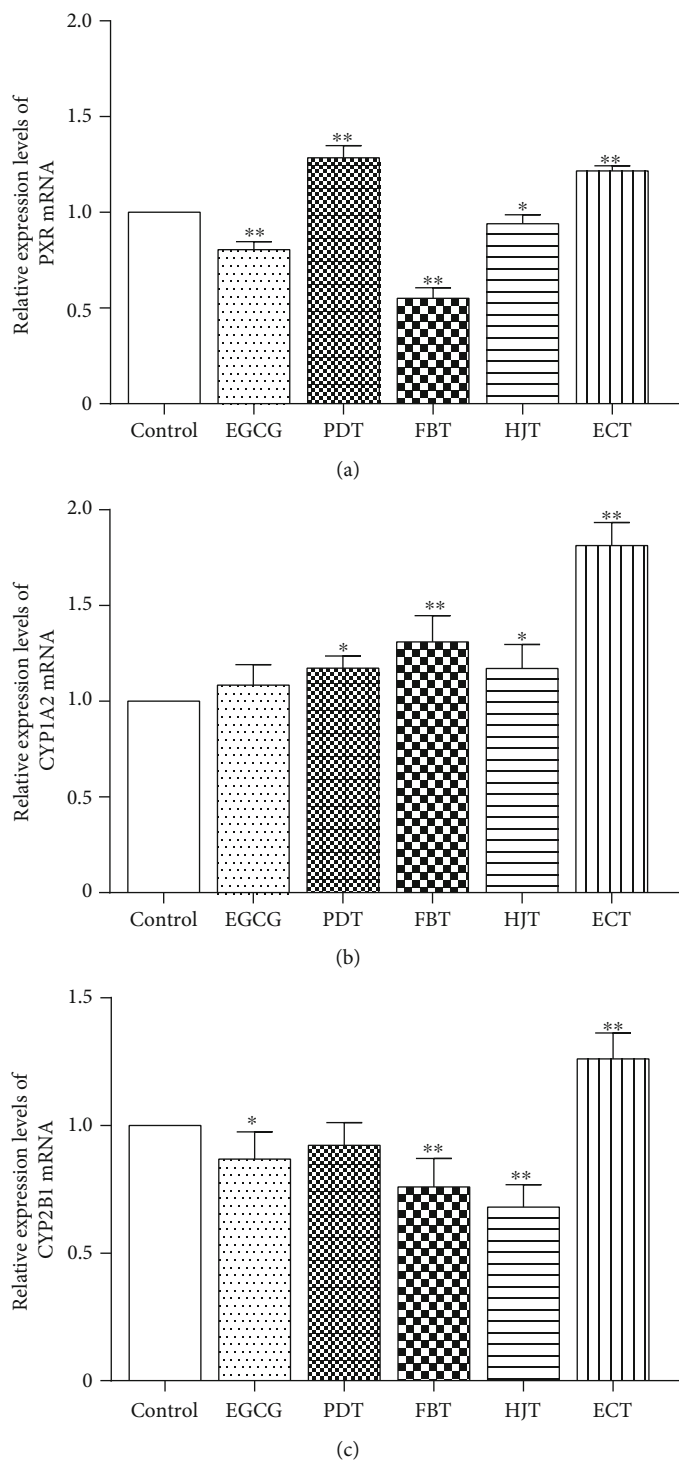 Relative expression levels of
PXR mRNA
2.0
1.5
1.0
0.5
0
**
**
**
*
**
Control EGCG PDT FBT HJT ECT
(a)
Relative expression levels of
CYP1A2 mRNA
2.0
1.5
1.0
0.5
0
*
**
*
**
Control EGCG PDT FBT HJT ECT
(b)
Relative expression levels of
CYP2B1 mRNA
1.5
1.0
0.5
0
*
**
**
**
Control EGCG PDT FBT HJT ECT
(c)